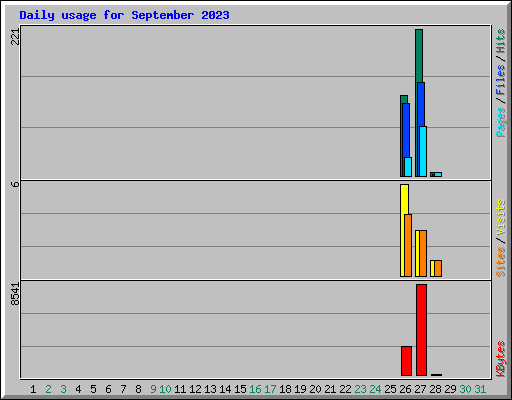 Daily usage for September 2023
221
Pages / Files / Hits
6
Sites / Visits
8541
KBytes
1 2 3 4 5 6 7 8 9 10 11 12 13 14 15 16 17 18 19 20 21 22 23 24 25 26 27 28 29 30 31